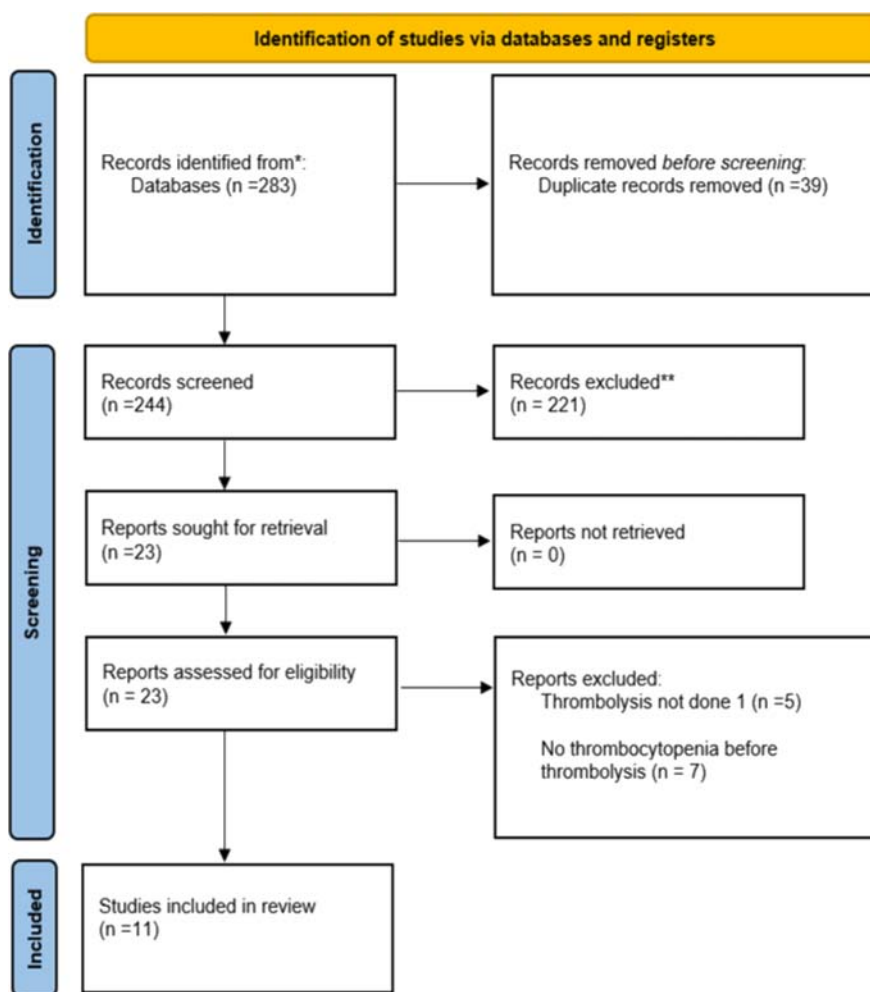 Identification of studies via databases and registers
Identification
Records identified from*:
Databases (n =283)
Records removed before screening:
Duplicate records removed (n =39)
Screening
Records screened
(n =244)
Records excluded**
(n = 221)
Reports sought for retrieval
(n =23)
Reports not retrieved
(n = 0)
Reports assessed for eligibility
(n = 23)
Reports excluded:
Thrombolysis not done 1 (n =5)
No thrombocytopenia before
thrombolysis (n = 7)
Included
Studies included in review
(n =11)